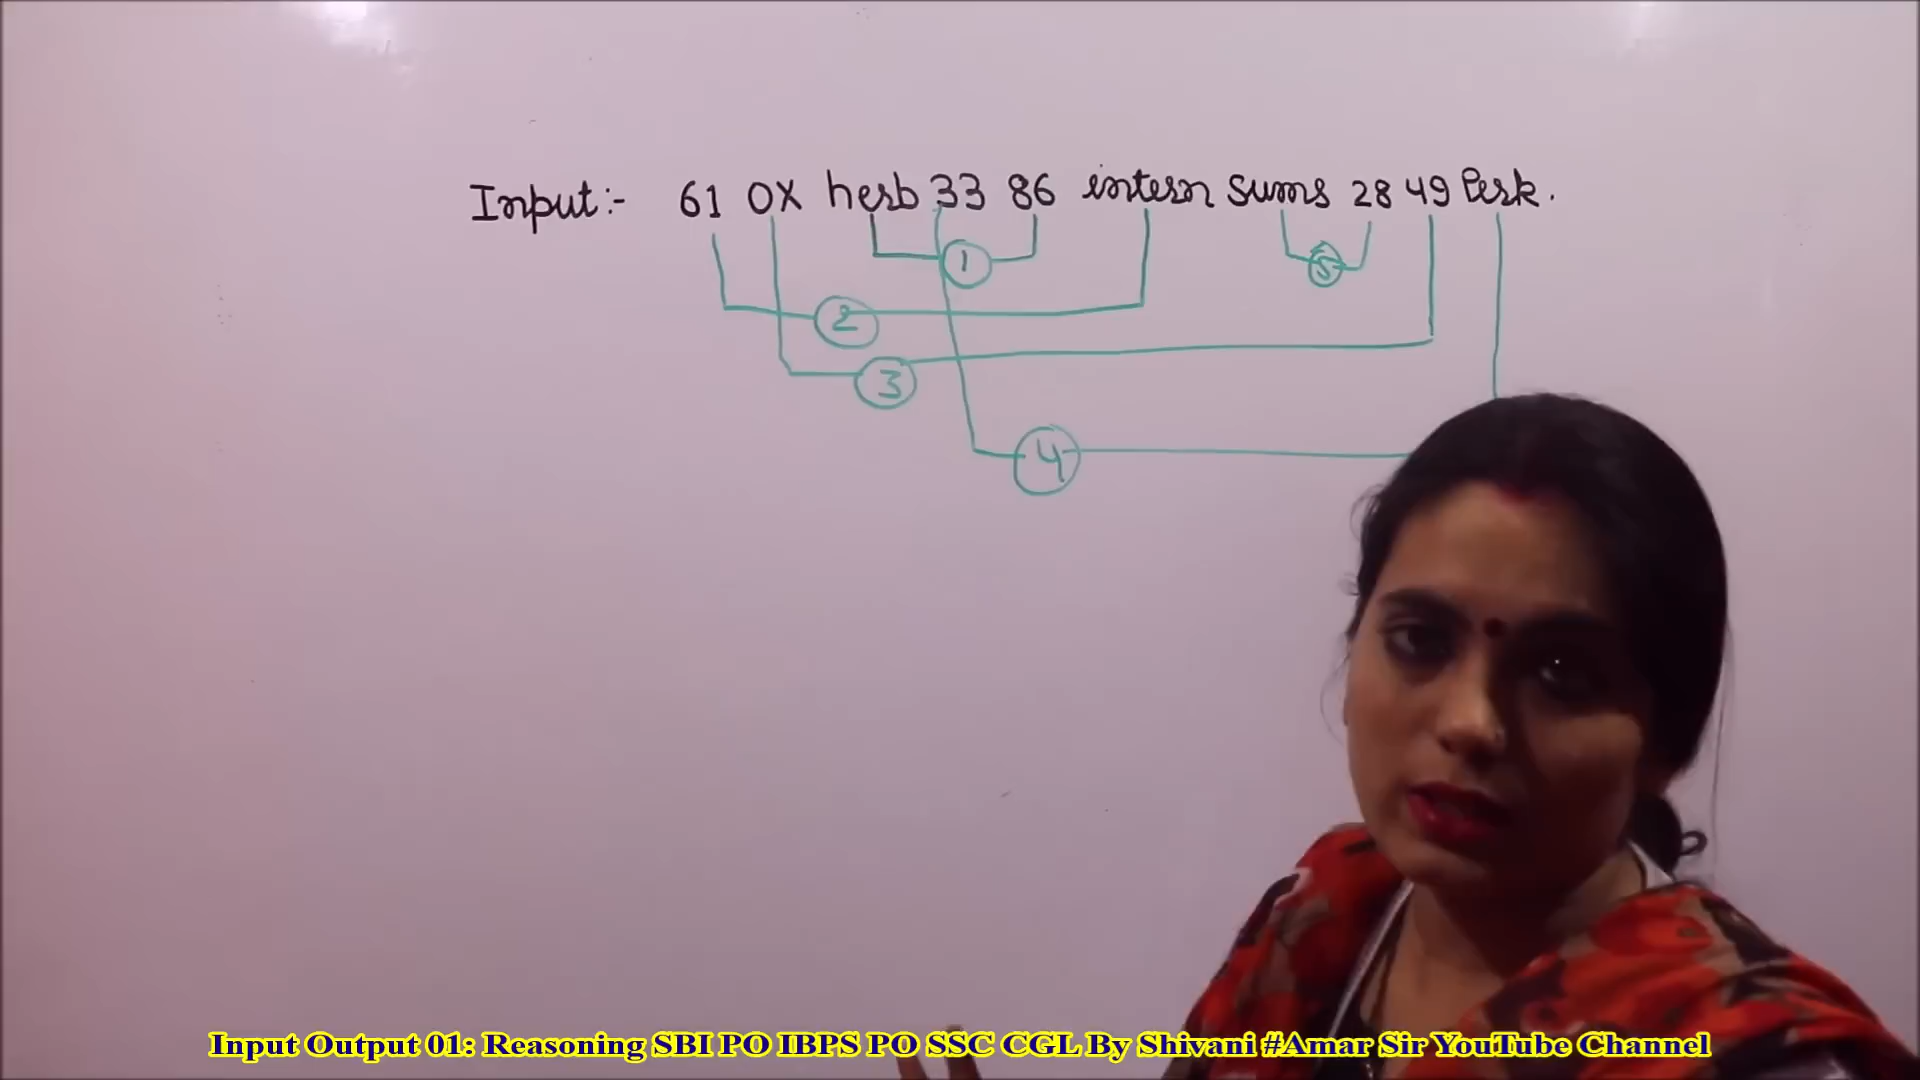 Input:- 61 OX herb 33 86 intern sums 28 49 Perk.
1
5
2
3
4
Input Output 01: Reasoning SBI PO IBPS PO SSC CGL By Shivani #Amar Sir YouTube Channel